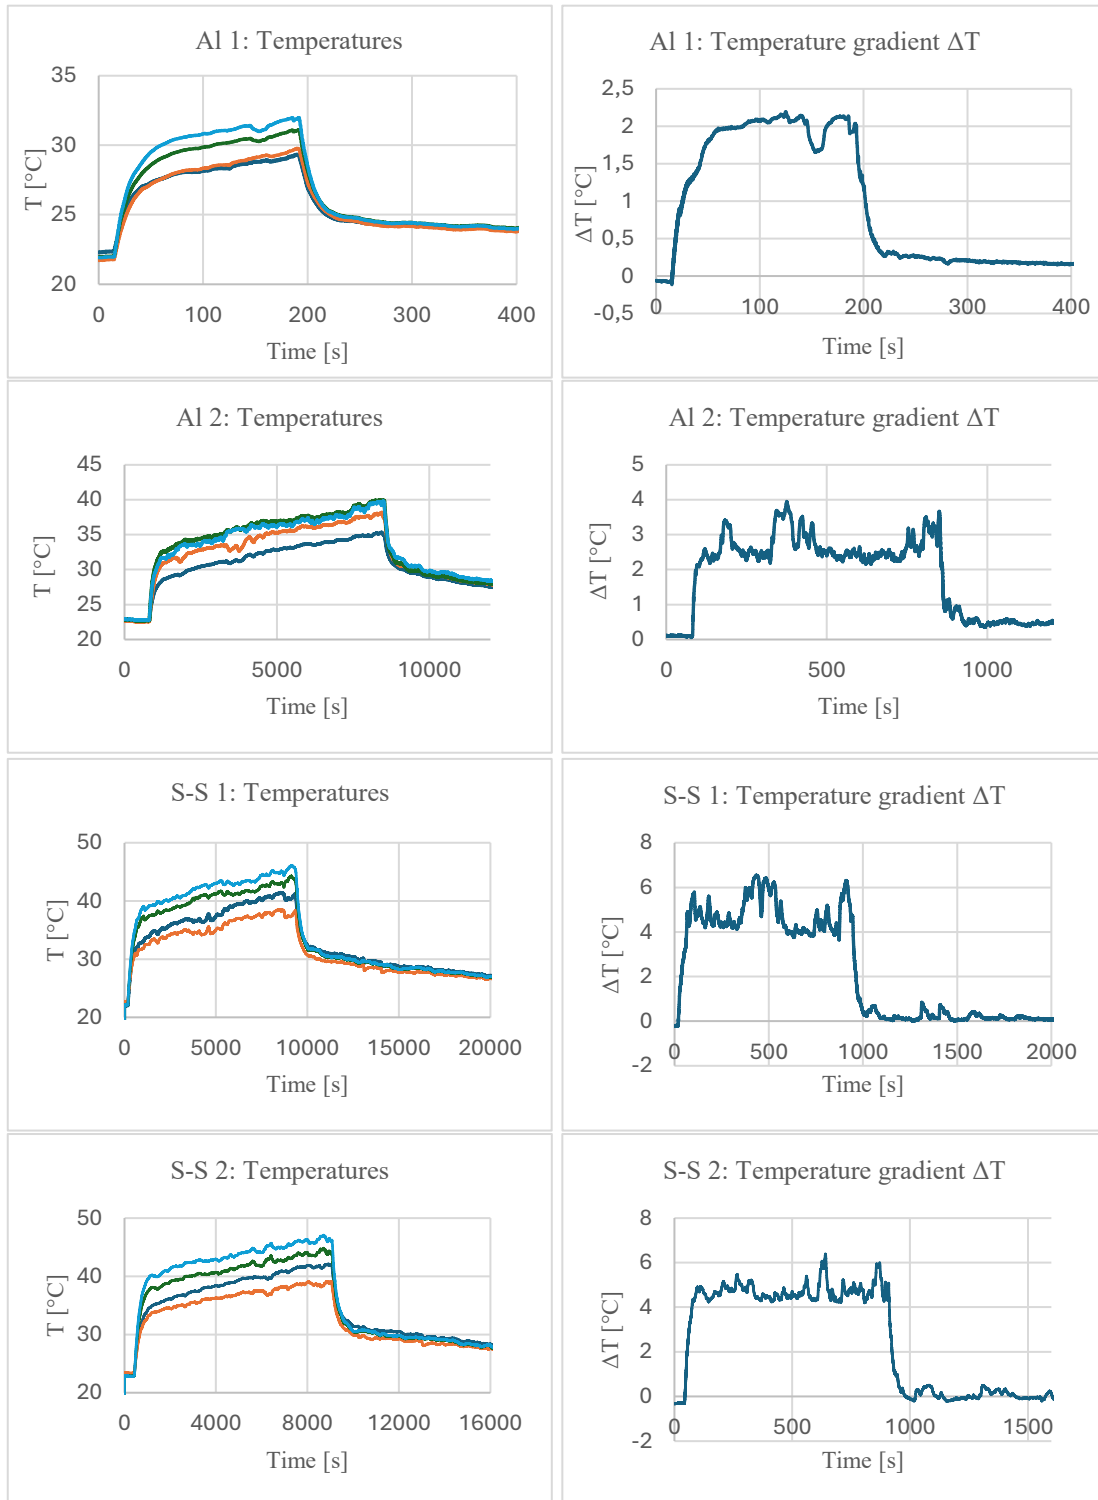 Al 1: Temperatures
35
30
25
20
T [°C]
0 100 200 300 400
Time [s]
Al 1: Temperature gradient ΔT
2,5
2
1,5
1
0,5
0
-0,5
ΔT [°C]
0 100 200 300 400
Time [s]
Al 2: Temperatures
45
40
35
30
25
20
T [°C]
0 5000 10000
Time [s]
Al 2: Temperature gradient ΔT
5
4
3
2
1
0
ΔT [°C]
0 500 1000
Time [s]
S-S 1: Temperatures
50
40
30
20
T [°C]
0 5000 10000 15000 20000
Time [s]
S-S 1: Temperature gradient ΔT
8
6
4
2
0
-2
ΔT [°C]
0 500 1000 1500 2000
Time [s]
S-S 2: Temperatures
50
40
30
20
T [°C]
0 2000 4000 6000 8000 10000 12000 14000 16000
Time [s]
S-S 2: Temperature gradient ΔT
8
6
4
2
0
-2
ΔT [°C]
0 500 1000 1500
Time [s]